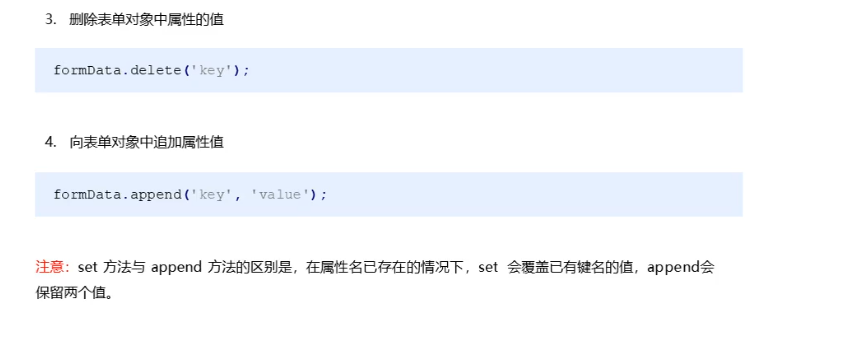 3. 删除表单对象中属性的值
formData.delete('key');
4. 向表单对象中追加属性值
formData.append('key', 'value');
注意：set 方法与 append 方法的区别是，在属性名已存在的情况下，set 会覆盖已有键名的值，append会
保留两个值。